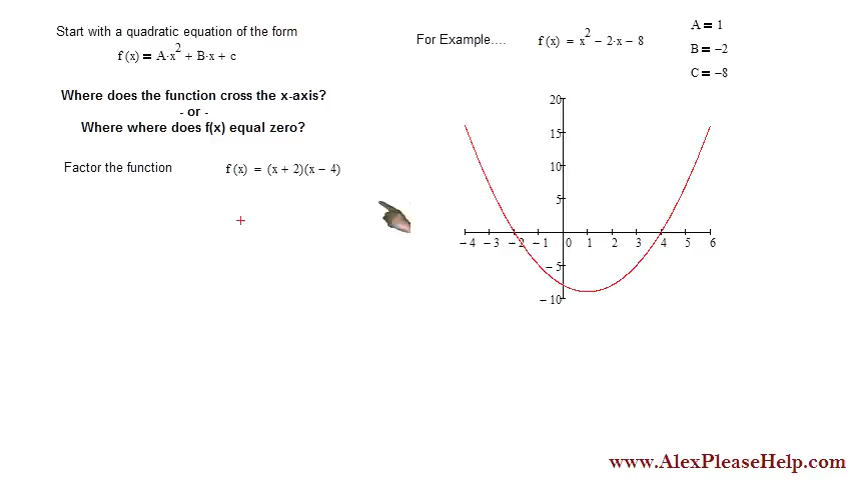 Start with a quadratic equation of the form
f(x) = A·x² + B·x + c
Where does the function cross the x-axis?
- or -
Where where does f(x) equal zero?
Factor the function f(x) = (x + 2)(x − 4)
+
For Example.... f(x) = x² − 2·x − 8
A = 1
B = −2
C = −8
20
15
10
5
− 4 − 3 − 2 − 1 0 1 2 3 4 5 6
− 5
− 10
www.AlexPleaseHelp.com